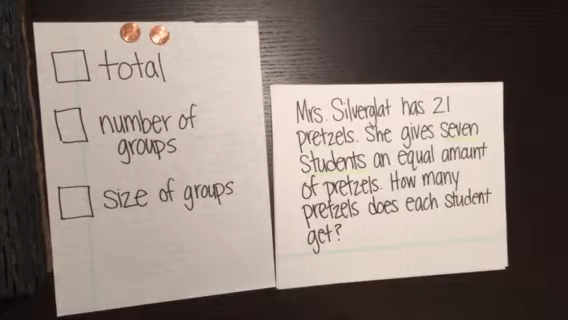 total
number of
groups
size of groups
Mrs. Silverglat has 21
pretzels. She gives seven
students an equal amount
of pretzels. How many
pretzels does each student
get?